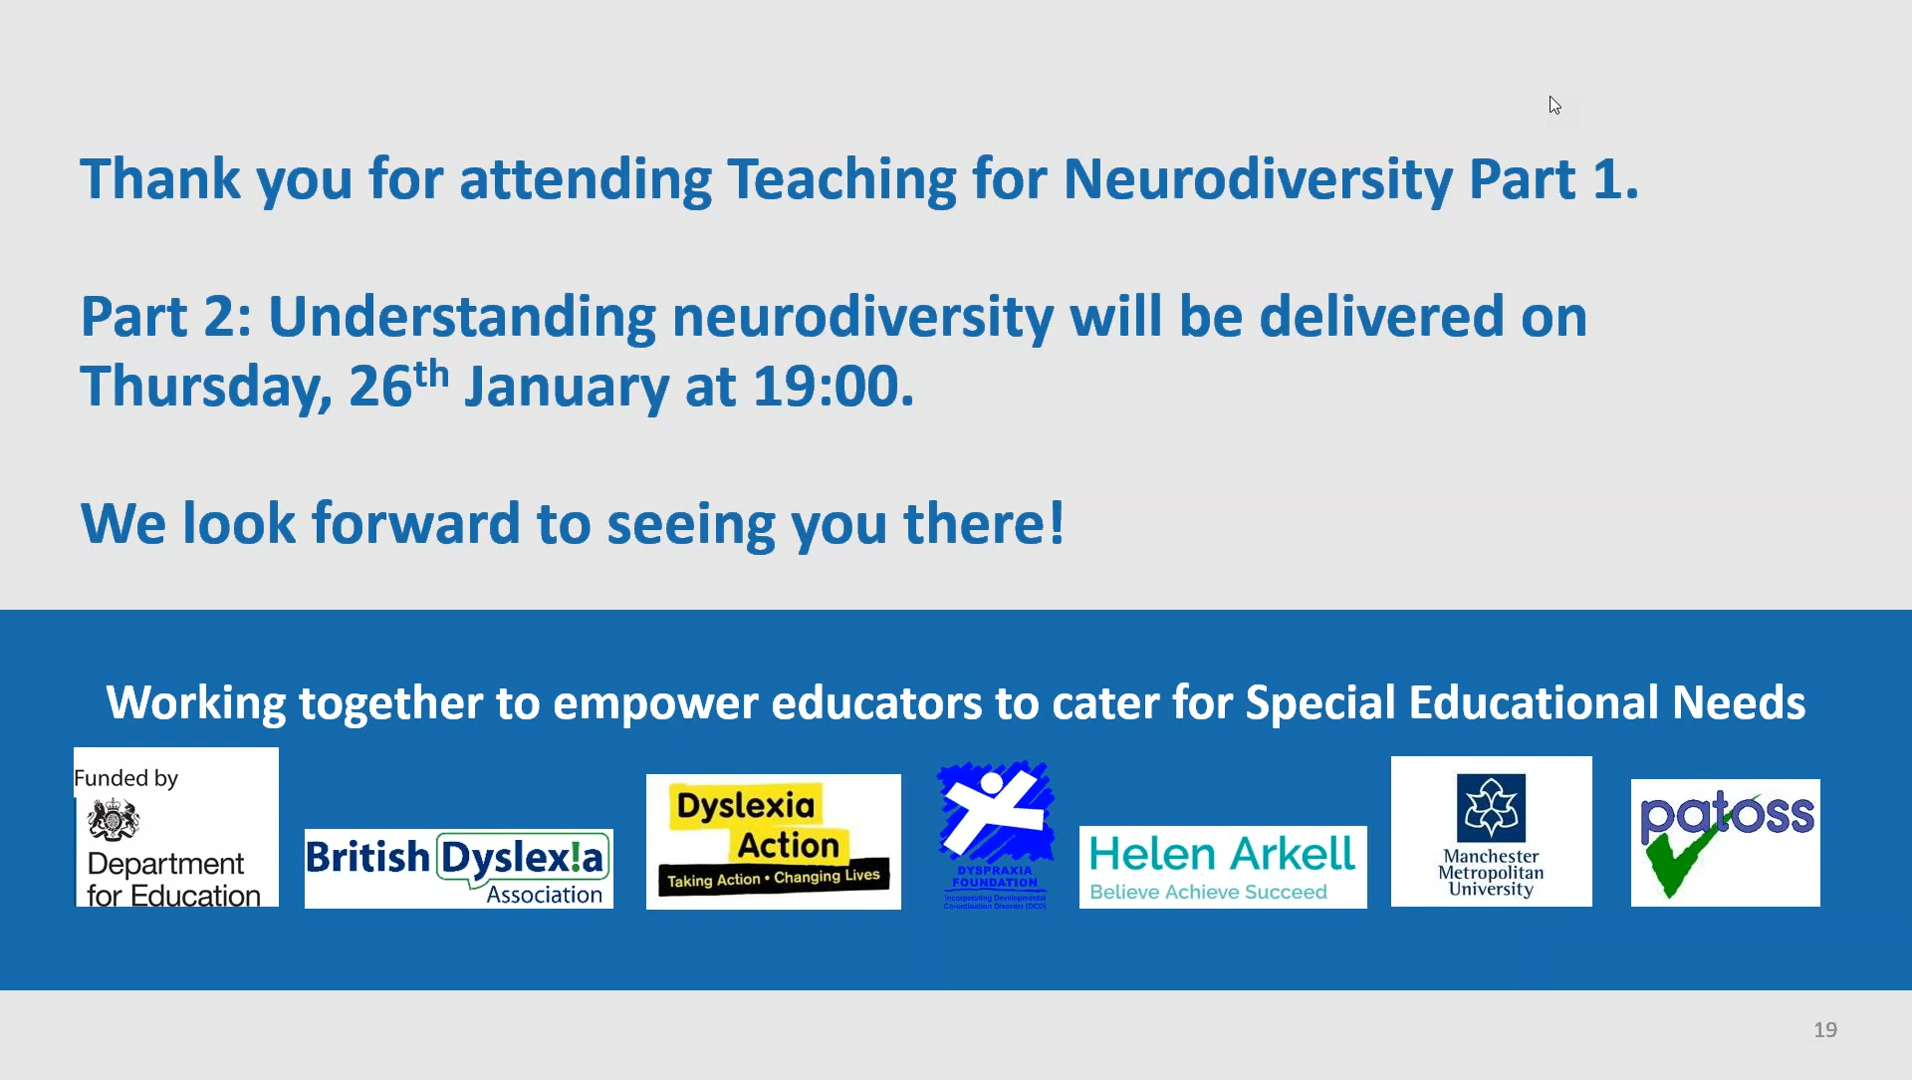 Thank you for attending Teaching for Neurodiversity Part 1.
Part 2: Understanding neurodiversity will be delivered on
Thursday, 26th January at 19:00.
We look forward to seeing you there!
Working together to empower educators to cater for Special Educational Needs
Funded by
Department
for Education
British Dyslex!a
Association
Dyslexia
Action
Taking Action • Changing Lives
DYSPRAXIA
FOUNDATION
Incorporating Developmental
Co-ordination Disorder (DCD)
Helen Arkell
Believe Achieve Succeed
Manchester
Metropolitan
University
patoss
19